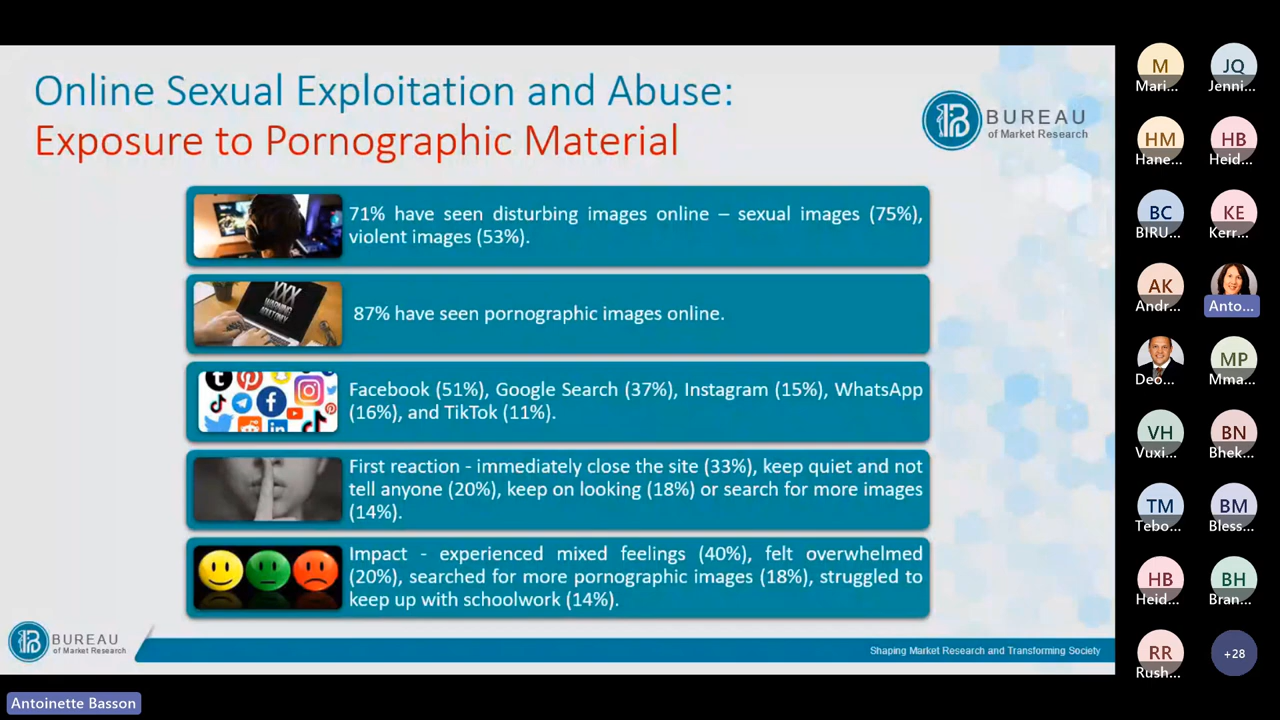 Online Sexual Exploitation and Abuse:
Exposure to Pornographic Material
BUREAU
of Market Research
71% have seen disturbing images online – sexual images (75%),
violent images (53%).
XXX
WARNING
87% have seen pornographic images online.
Facebook (51%), Google Search (37%), Instagram (15%), WhatsApp
(16%), and TikTok (11%).
First reaction - immediately close the site (33%), keep quiet and not
tell anyone (20%), keep on looking (18%) or search for more images
(14%).
Impact - experienced mixed feelings (40%), felt overwhelmed
(20%), searched for more pornographic images (18%), struggled to
keep up with schoolwork (14%).
BUREAU
of Market Research
Shaping Market Research and Transforming Society
Antoinette Basson
M
Mari...
JQ
Jenni...
HM
Hane...
HB
Heid...
BC
BIRU...
KE
Kerr...
AK
Andr...
Anto...
Deo...
MP
Mma...
VH
Vuxi...
BN
Bhek...
TM
Tebo...
BM
Bless...
HB
Heid...
BH
Bran...
RR
Rush...
+28